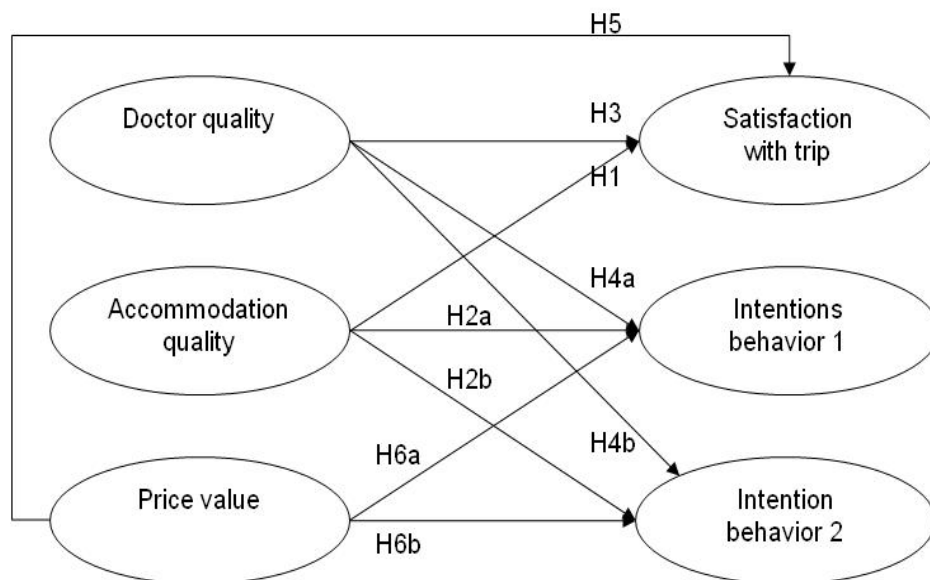 H5
Doctor quality
H3
Satisfaction
with trip
H1
H4a
Accommodation
quality
H2a
Intentions
behavior 1
H2b
H6a
H4b
Price value
H6b
Intention
behavior 2